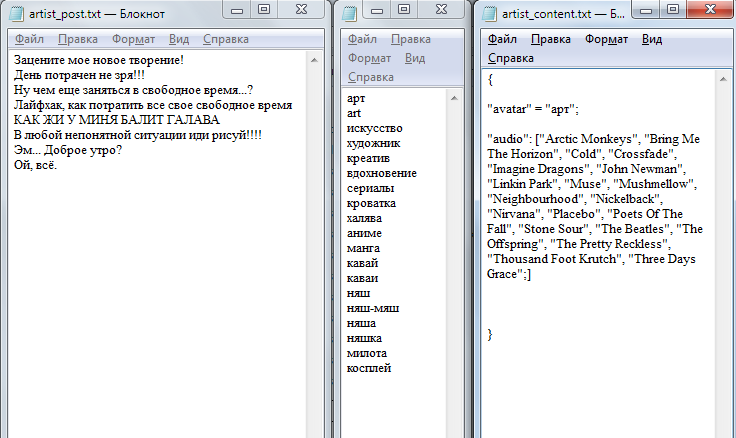 artist_post.txt — Блокнот
Файл Правка Формат Вид Справка
Зацените мое новое творение!
День потрачен не зря!!!
Ну чем еще заняться в свободное время...?
Лайфхак, как потратить все свое свободное время
КАК ЖИ У МИНЯ БАЛИТ ГАЛАВА
В любой непонятной ситуации иди рисуй!!!!
Эм... Доброе утро?
Ой, всё.
Файл Правка
Формат Вид
Справка
арт
art
искусство
художник
креатив
вдохновение
сериалы
кроватка
халява
аниме
манга
кавай
каваи
няш
няш-мяш
няша
няшка
милота
косплей
artist_content.txt — Б...
Файл Правка Формат Вид
Справка
{
"avatar" = "арт";
"audio": ["Arctic Monkeys", "Bring Me
The Horizon", "Cold", "Crossfade",
"Imagine Dragons", "John Newman",
"Linkin Park", "Muse", "Mushmellow",
"Neighbourhood", "Nickelback",
"Nirvana", "Placebo", "Poets Of The
Fall", "Stone Sour", "The Beatles", "The
Offspring", "The Pretty Reckless",
"Thousand Foot Krutch", "Three Days
Grace";]
}